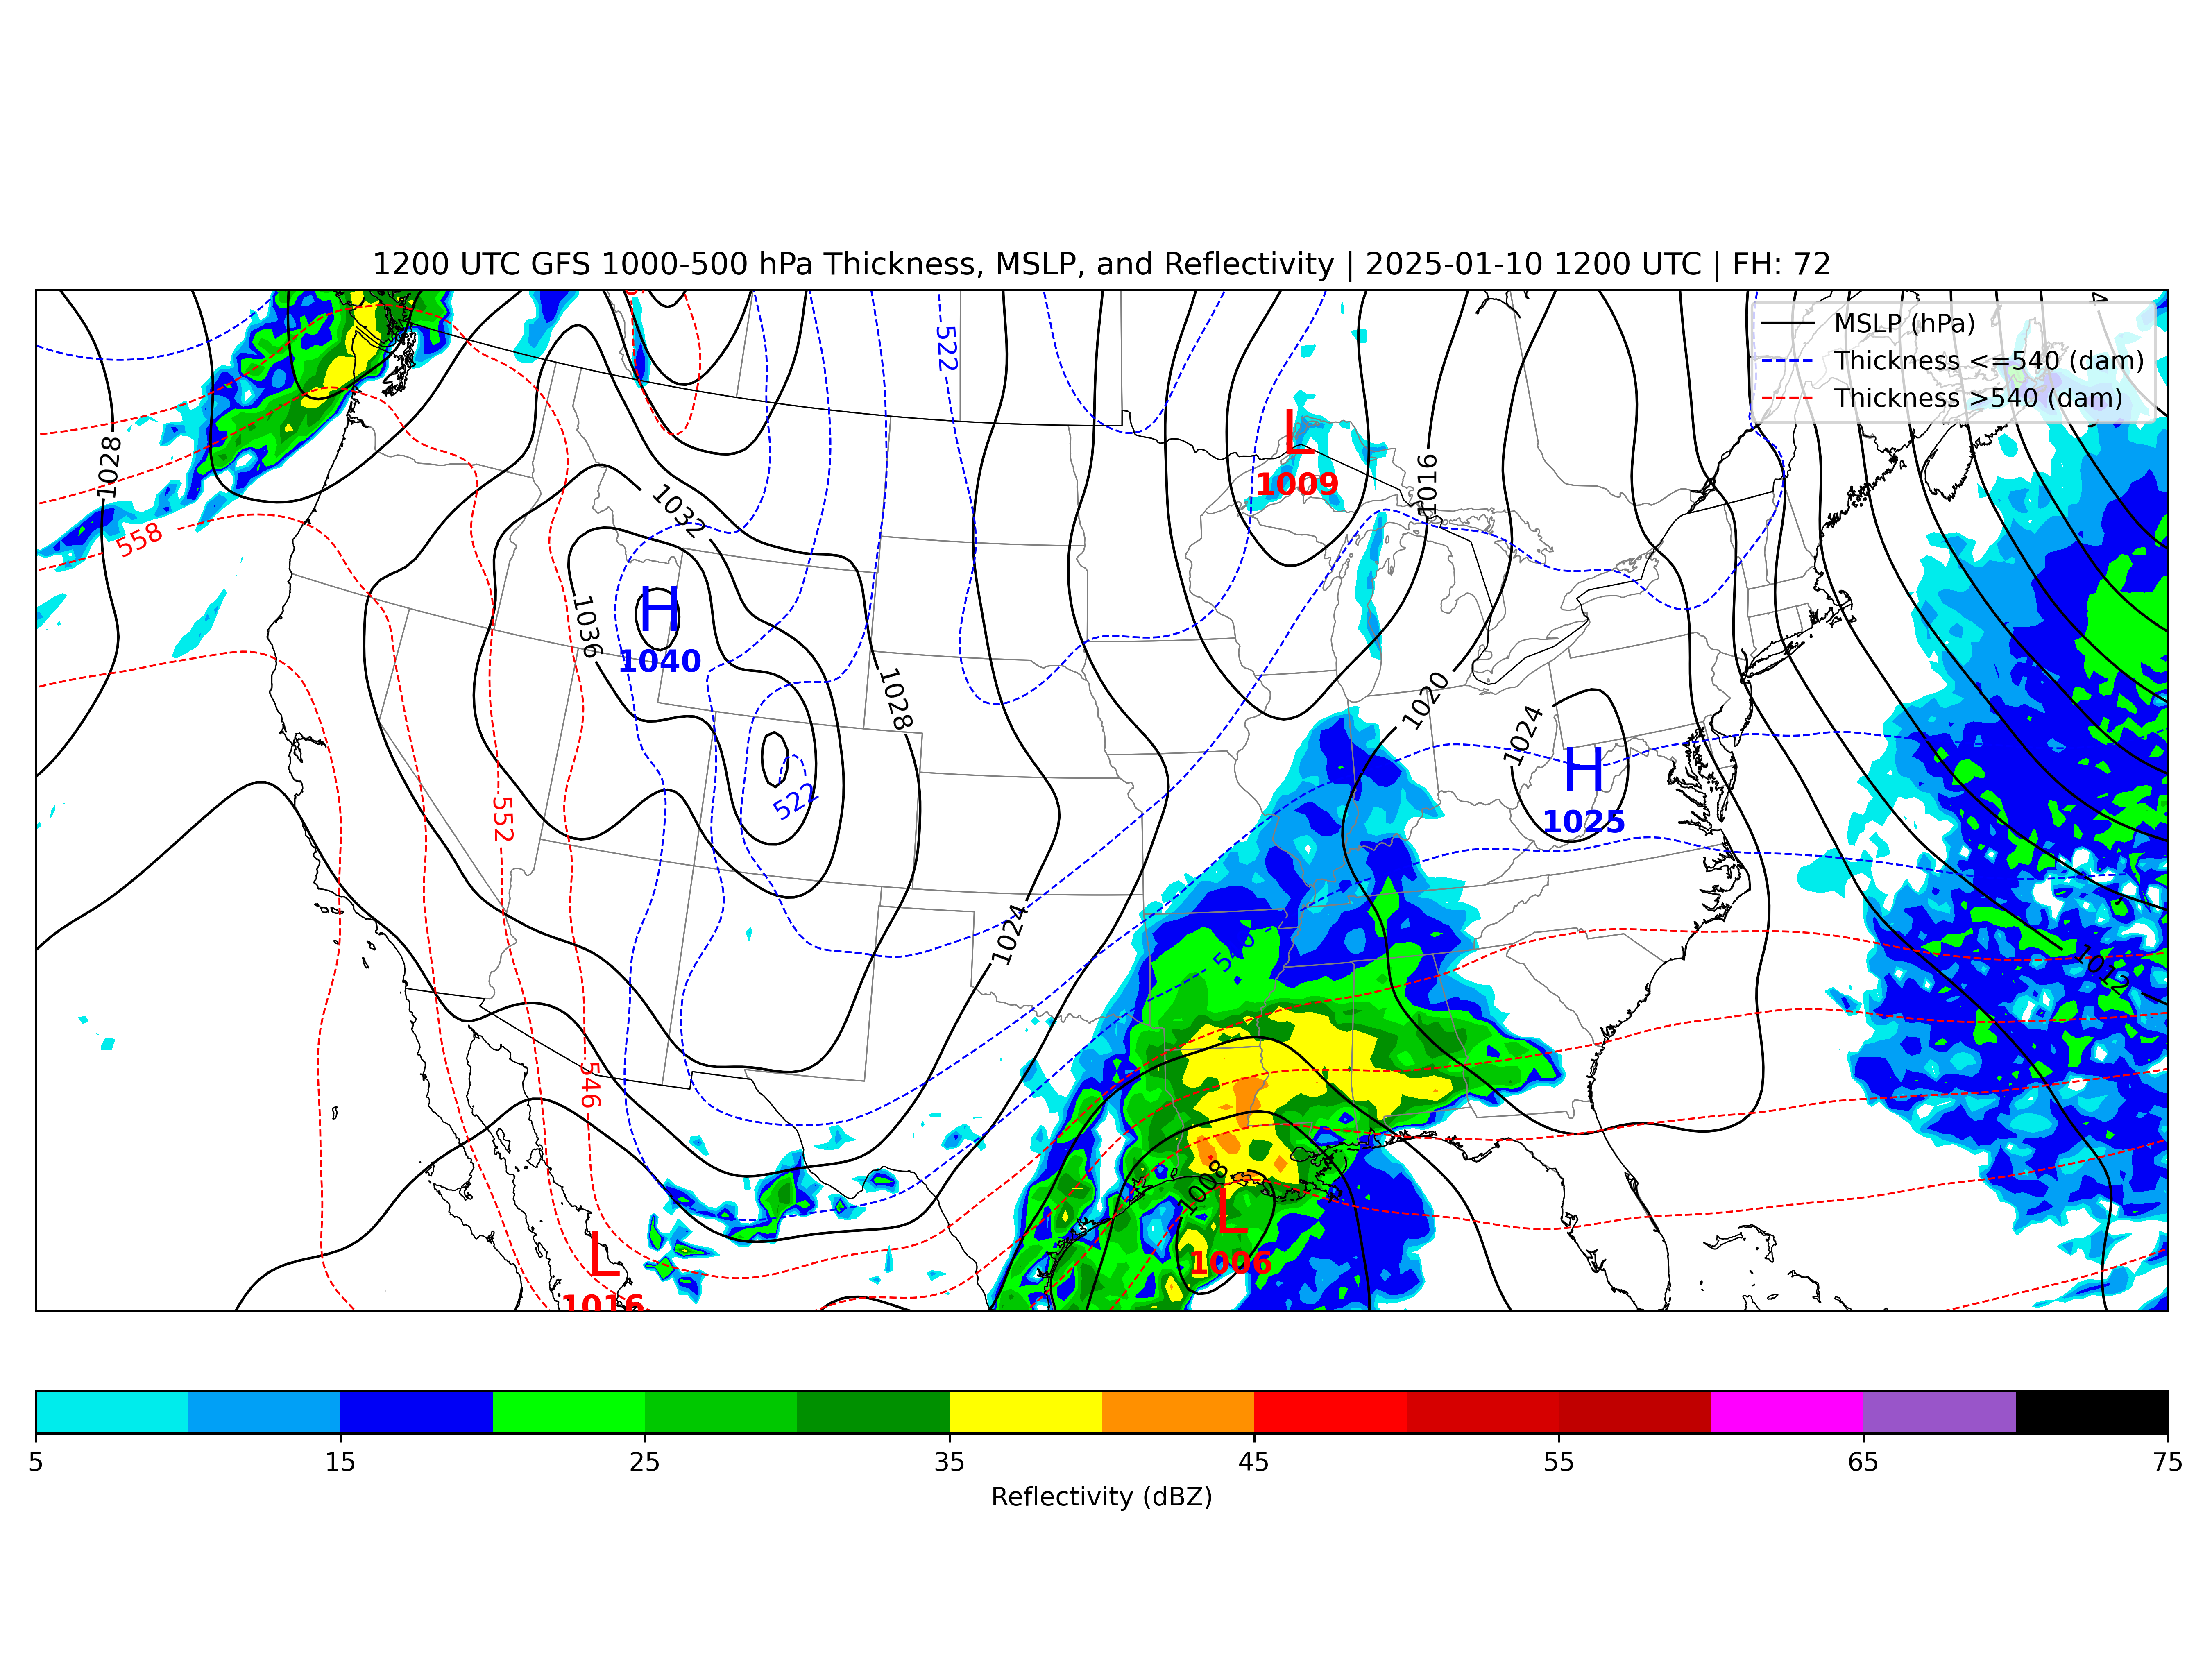 1200 UTC GFS 1000-500 hPa Thickness, MSLP, and Reflectivity | 2025-01-10 1200 UTC | FH: 72
MSLP (hPa)
Thickness <=540 (dam)
Thickness >540 (dam)
522
1028
1016
L
1009
1032
558
H
1040
1036
1028
1020
1024
H
1025
522
552
1024
1012
546
1008
L
1006
L
1016
5
15
25
35
45
55
65
75
Reflectivity (dBZ)